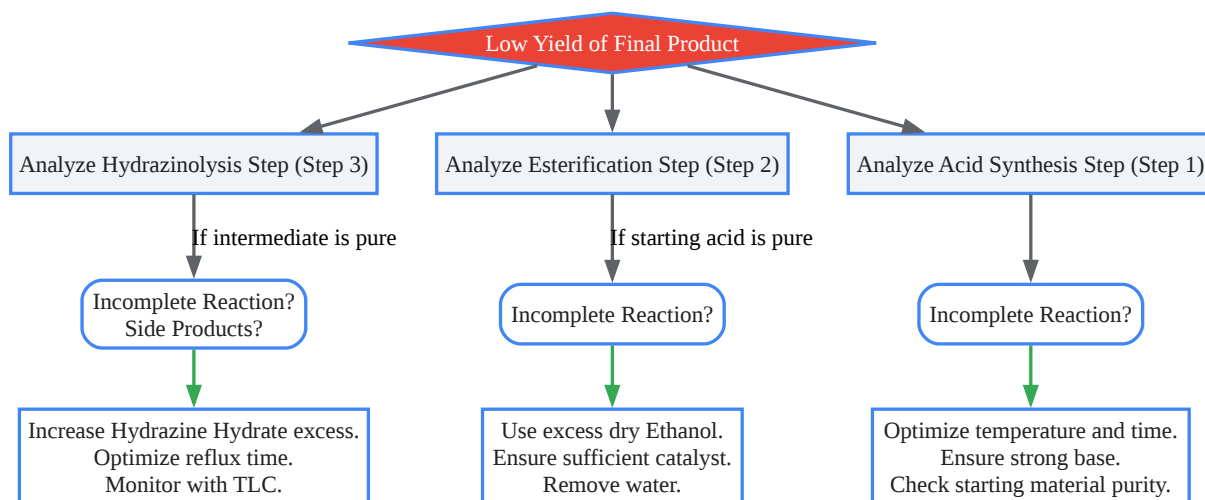 Low Yield of Final Product
Analyze Hydrazinolysis Step (Step 3)
Analyze Esterification Step (Step 2)
Analyze Acid Synthesis Step (Step 1)
If intermediate is pure
If starting acid is pure
Incomplete Reaction?
Side Products?
Incomplete Reaction?
Incomplete Reaction?
Increase Hydrazine Hydrate excess.
Optimize reflux time.
Monitor with TLC.
Use excess dry Ethanol.
Ensure sufficient catalyst.
Remove water.
Optimize temperature and time.
Ensure strong base.
Check starting material purity.